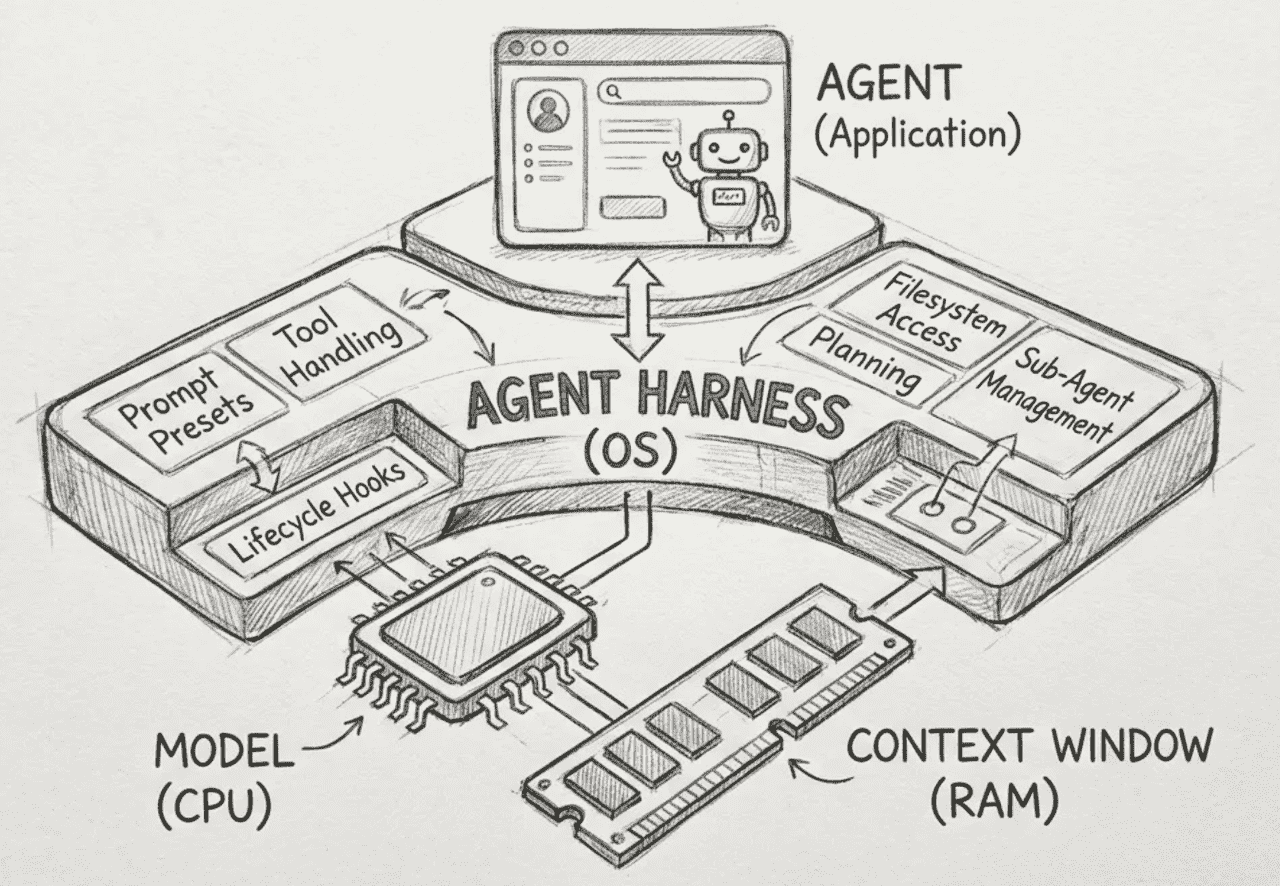 AGENT
(Application)
Tool
Handling
Prompt
Presets
Lifecycle Hooks
Filesystem
Access
Planning
Sub-Agent
Management
AGENT HARNESS
(OS)
MODEL
(CPU)
CONTEXT WINDOW
(RAM)